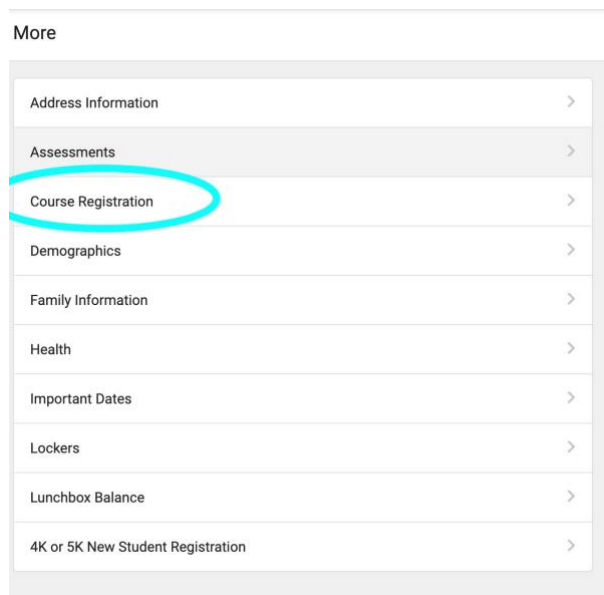 More
Address Information
Assessments
Course Registration
Demographics
Family Information
Health
Important Dates
Lockers
Lunchbox Balance
4K or 5K New Student Registration